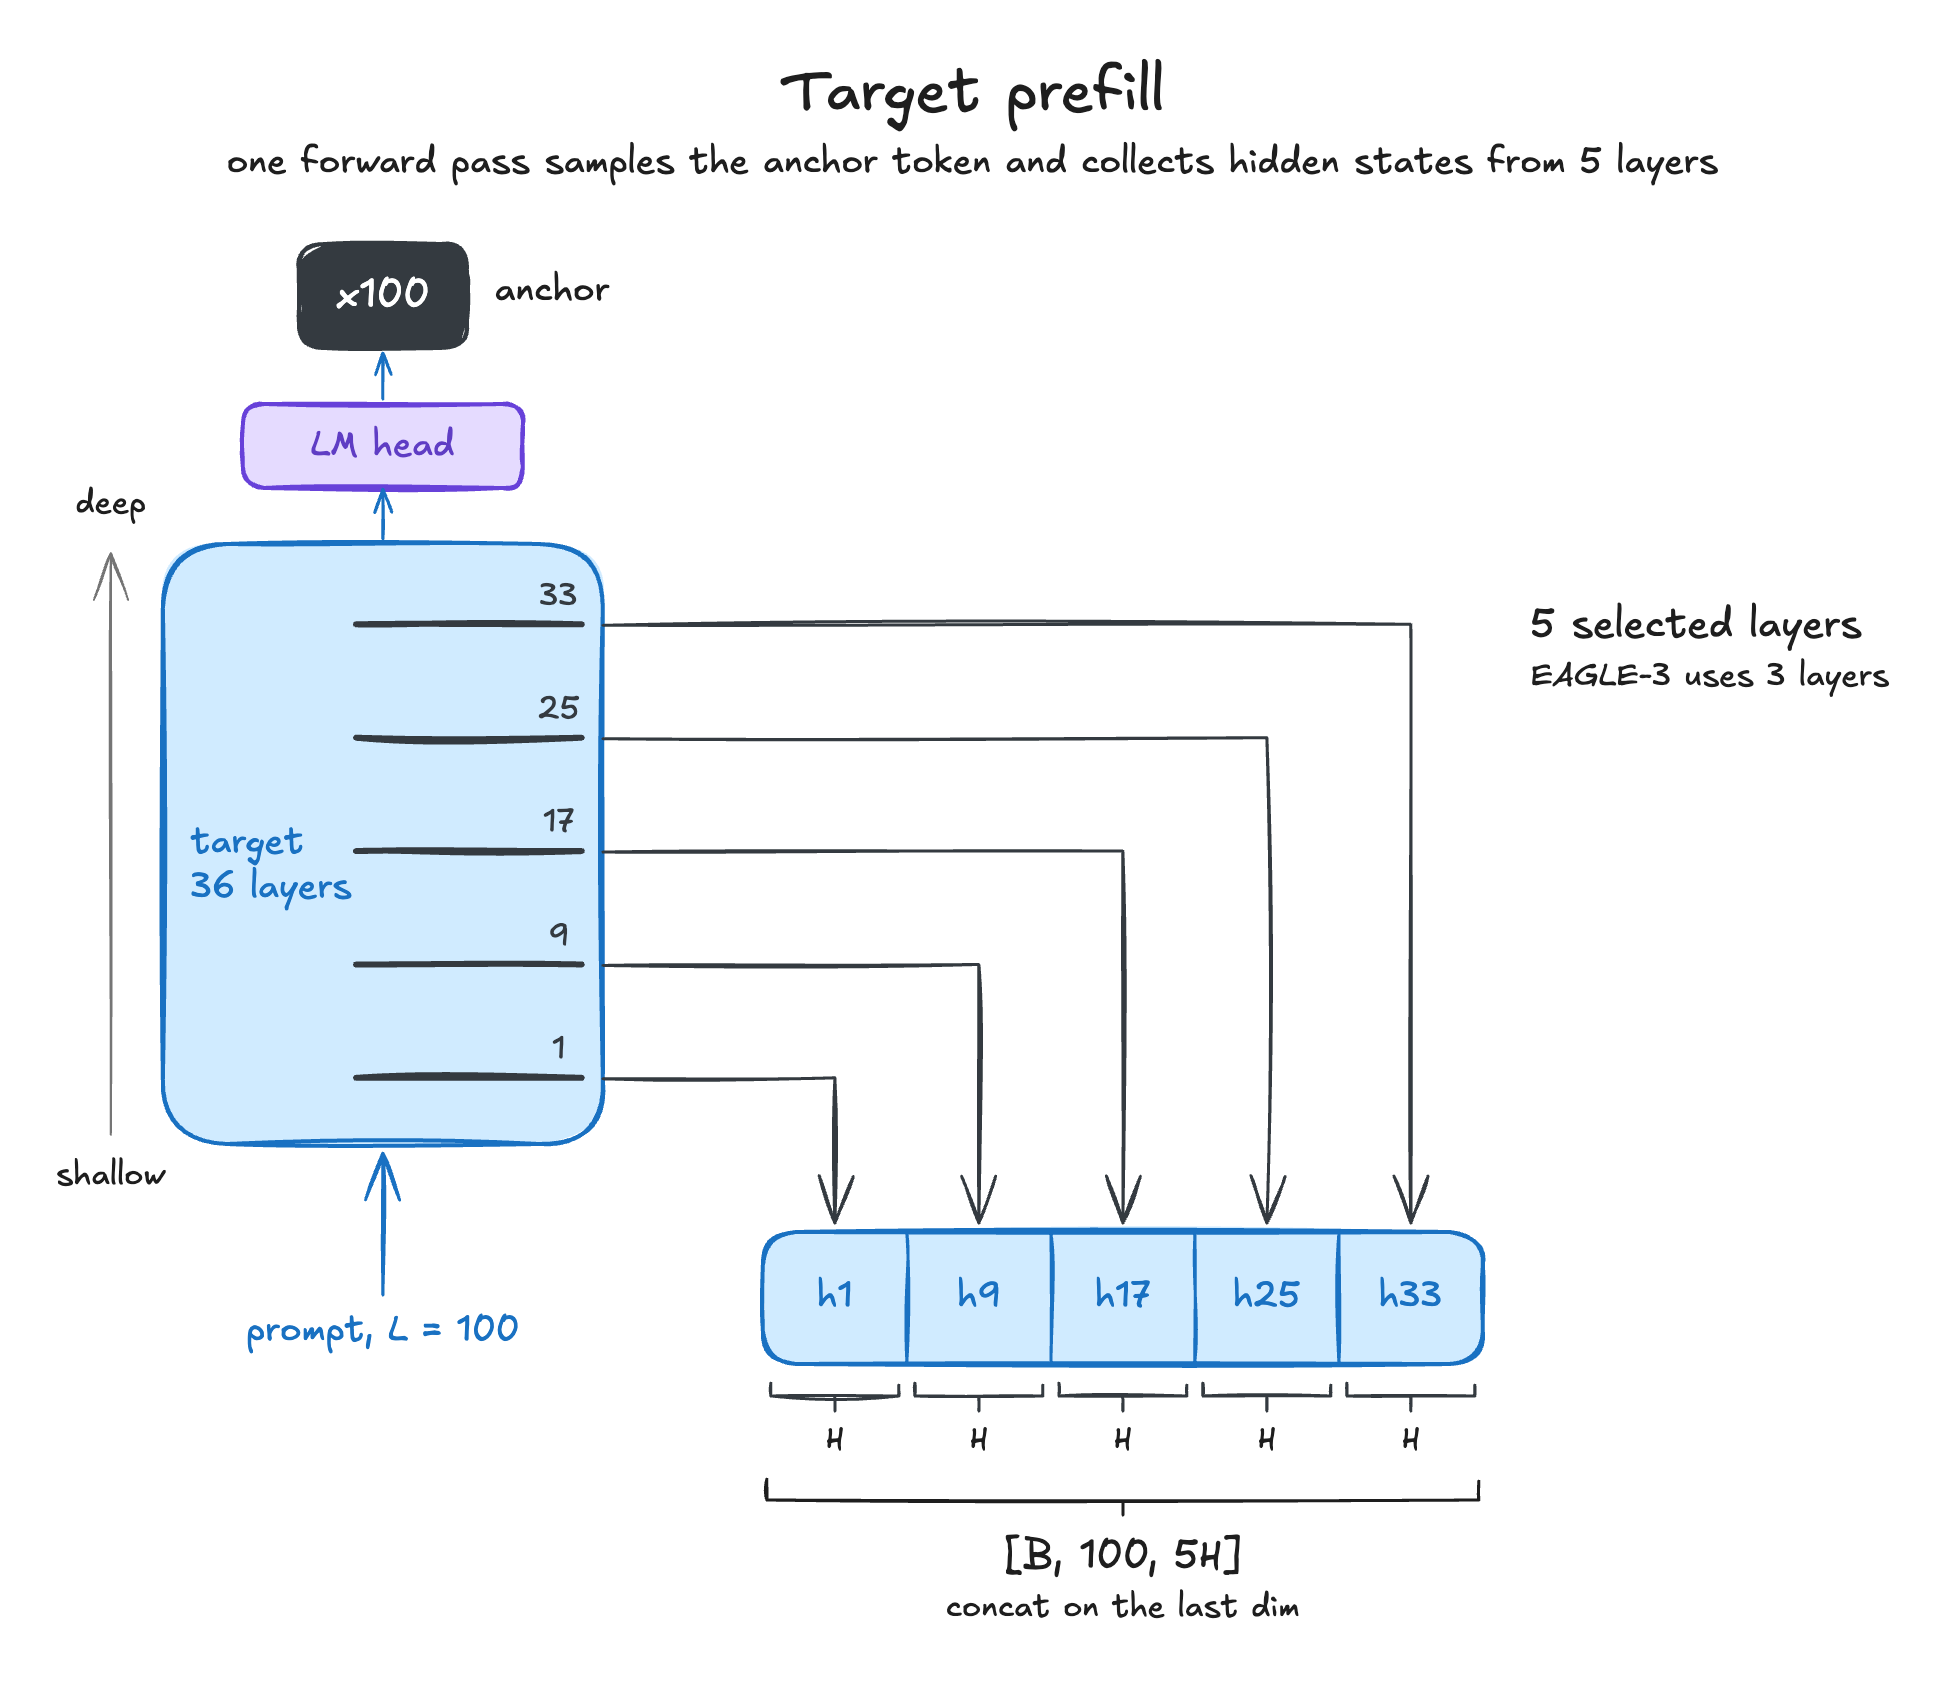 Target prefill
one forward pass samples the anchor token and collects hidden states from 5 layers
x100
anchor
LM head
deep
33
5 selected layers
EAGLE-3 uses 3 layers
25
17
target
36 layers
9
1
shallow
prompt, L = 100
h1
h9
h17
h25
h33
H
H
H
H
H
[B, 100, 5H]
concat on the last dim